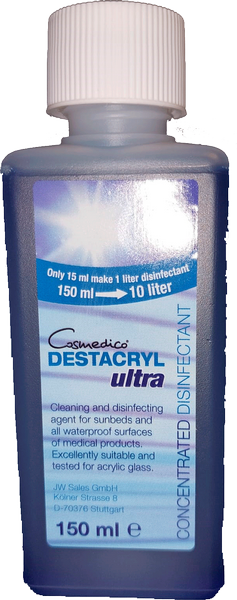 Only 15 ml make 1 liter disinfectant
150 ml → 10 liter
Cosmedico
DESTACRYL
ultra
Cleaning and disinfecting
agent for sunbeds and
all waterproof surfaces
of medical products.
Excellently suitable and
tested for acrylic glass.
JW Sales GmbH
Kölner Strasse 8
D-70376 Stuttgart
150 ml e
CONCENTRATED DISINFECTANT